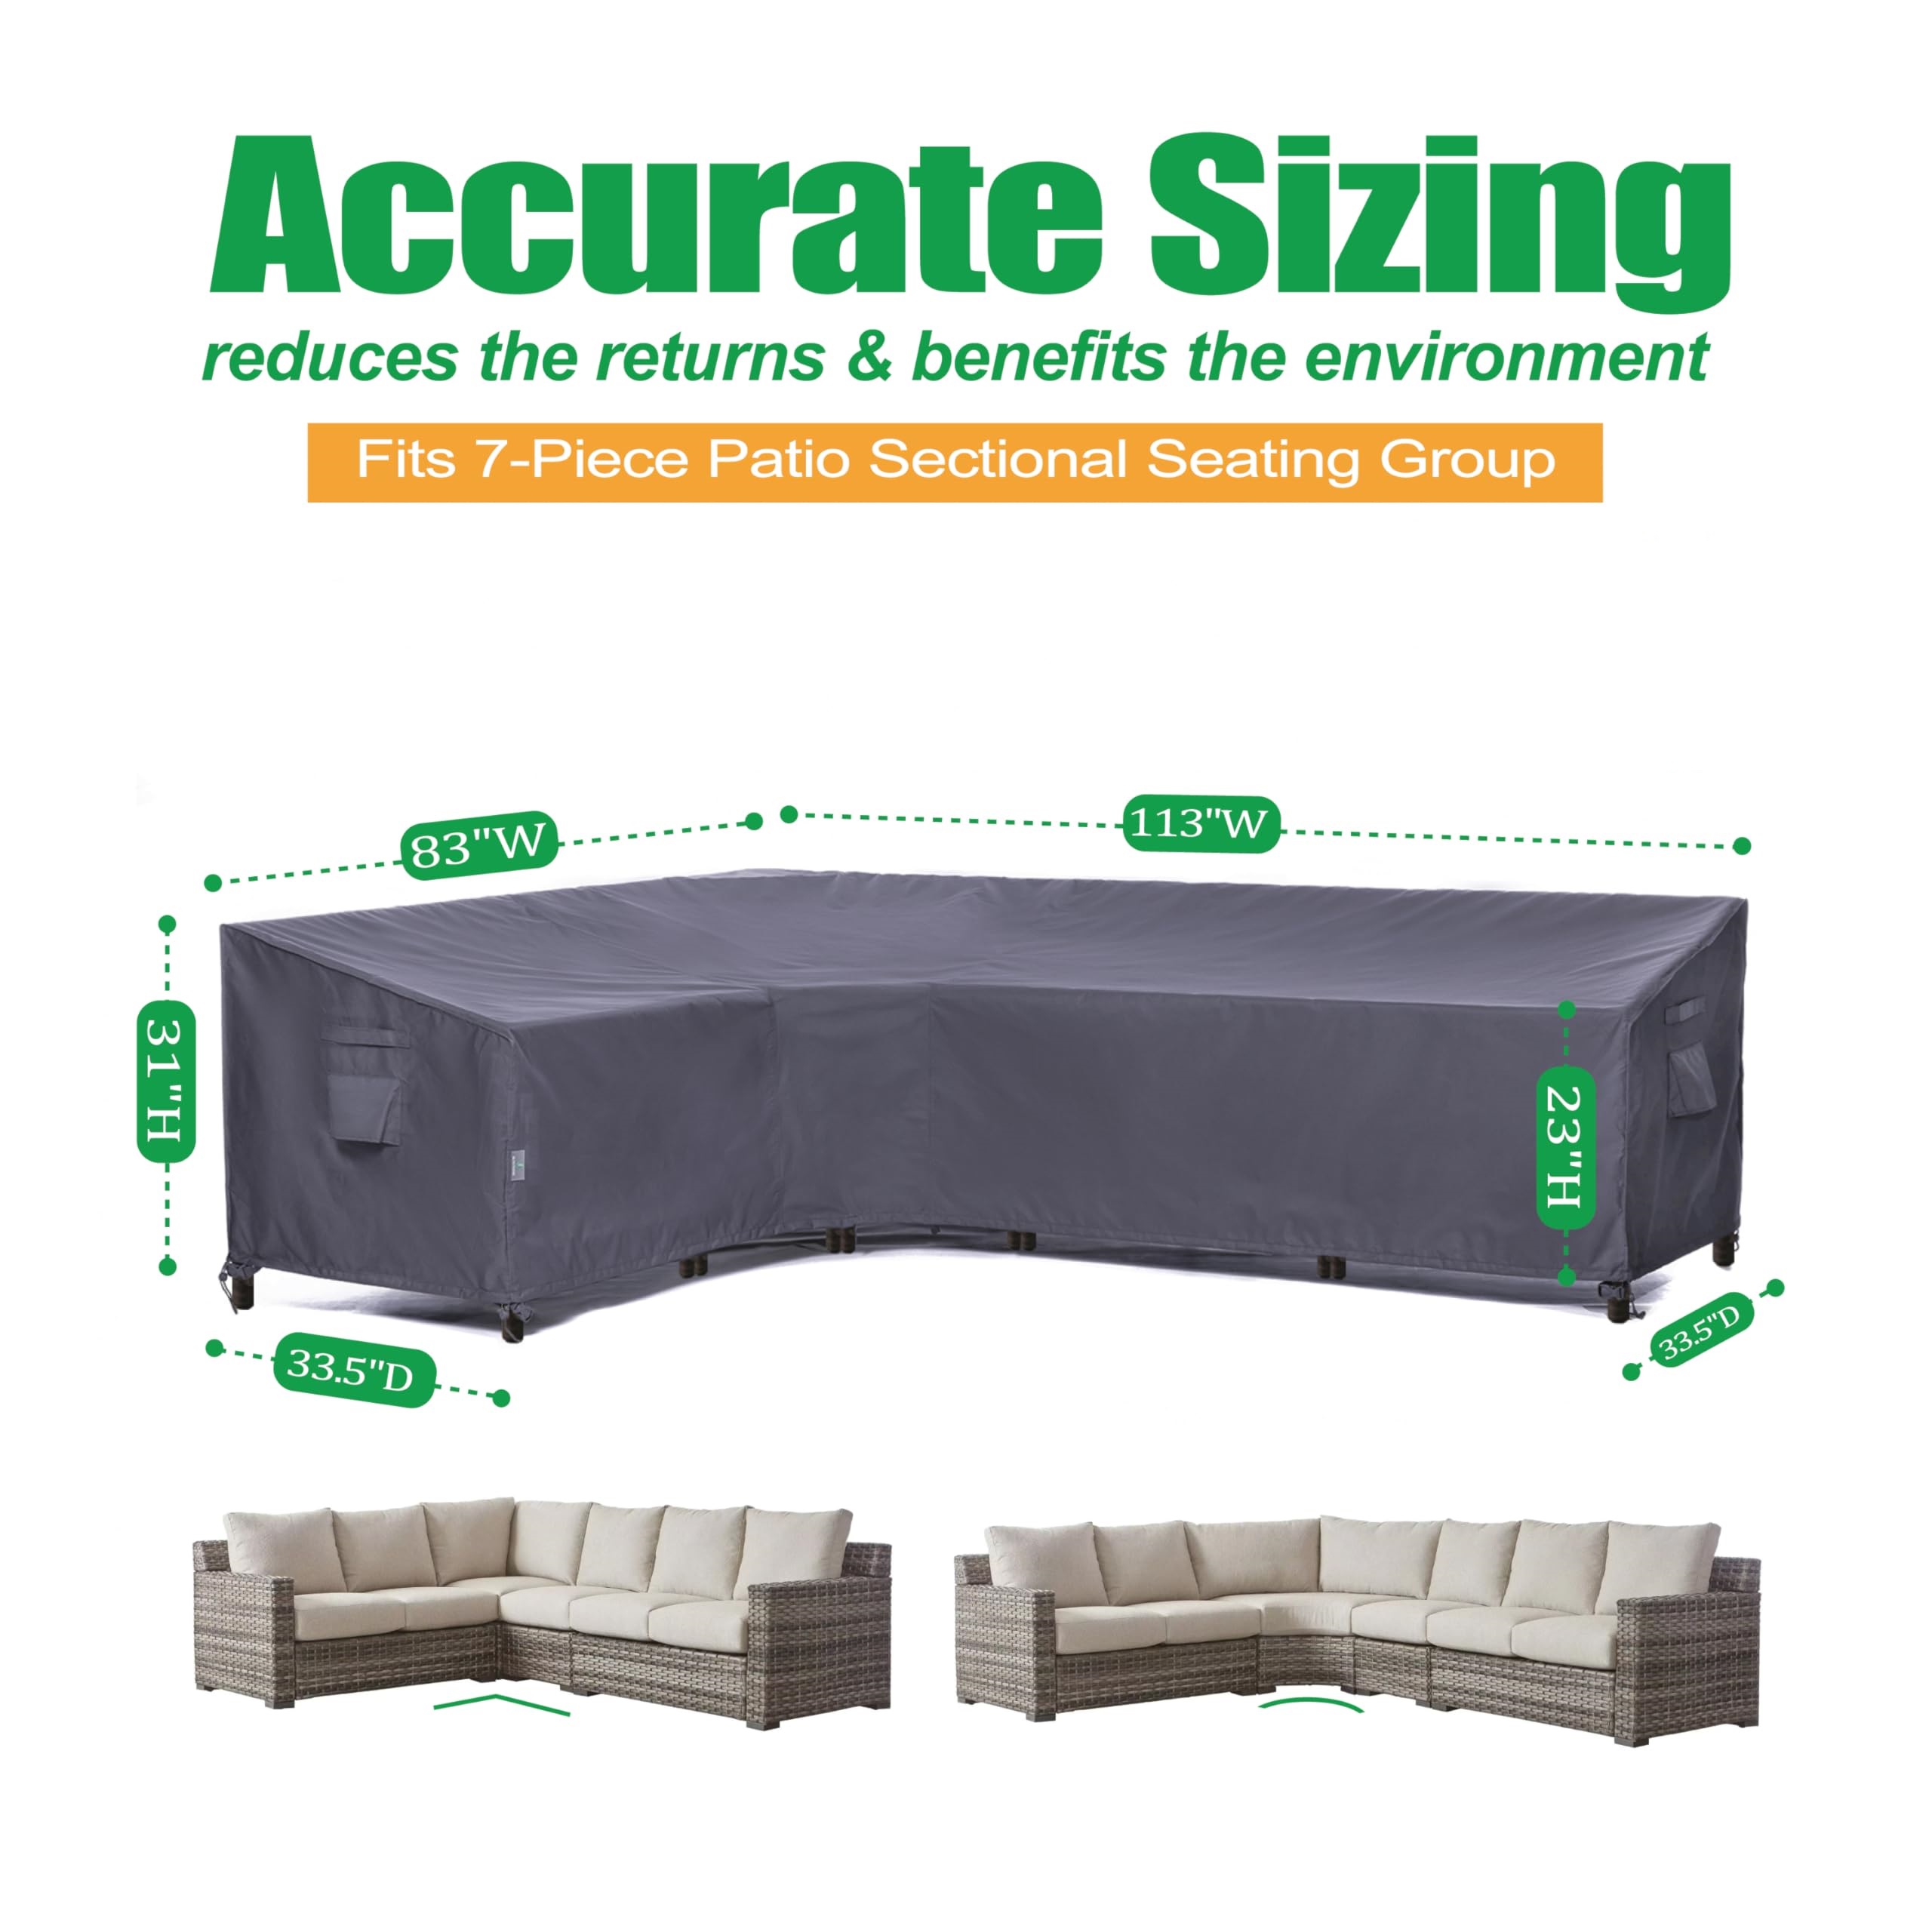 Accurate Sizing
reduces the returns & benefits the environment
Fits 7-Piece Patio Sectional Seating Group
83"W
113"W
31"H
23"H
33.5"D
33.5"D